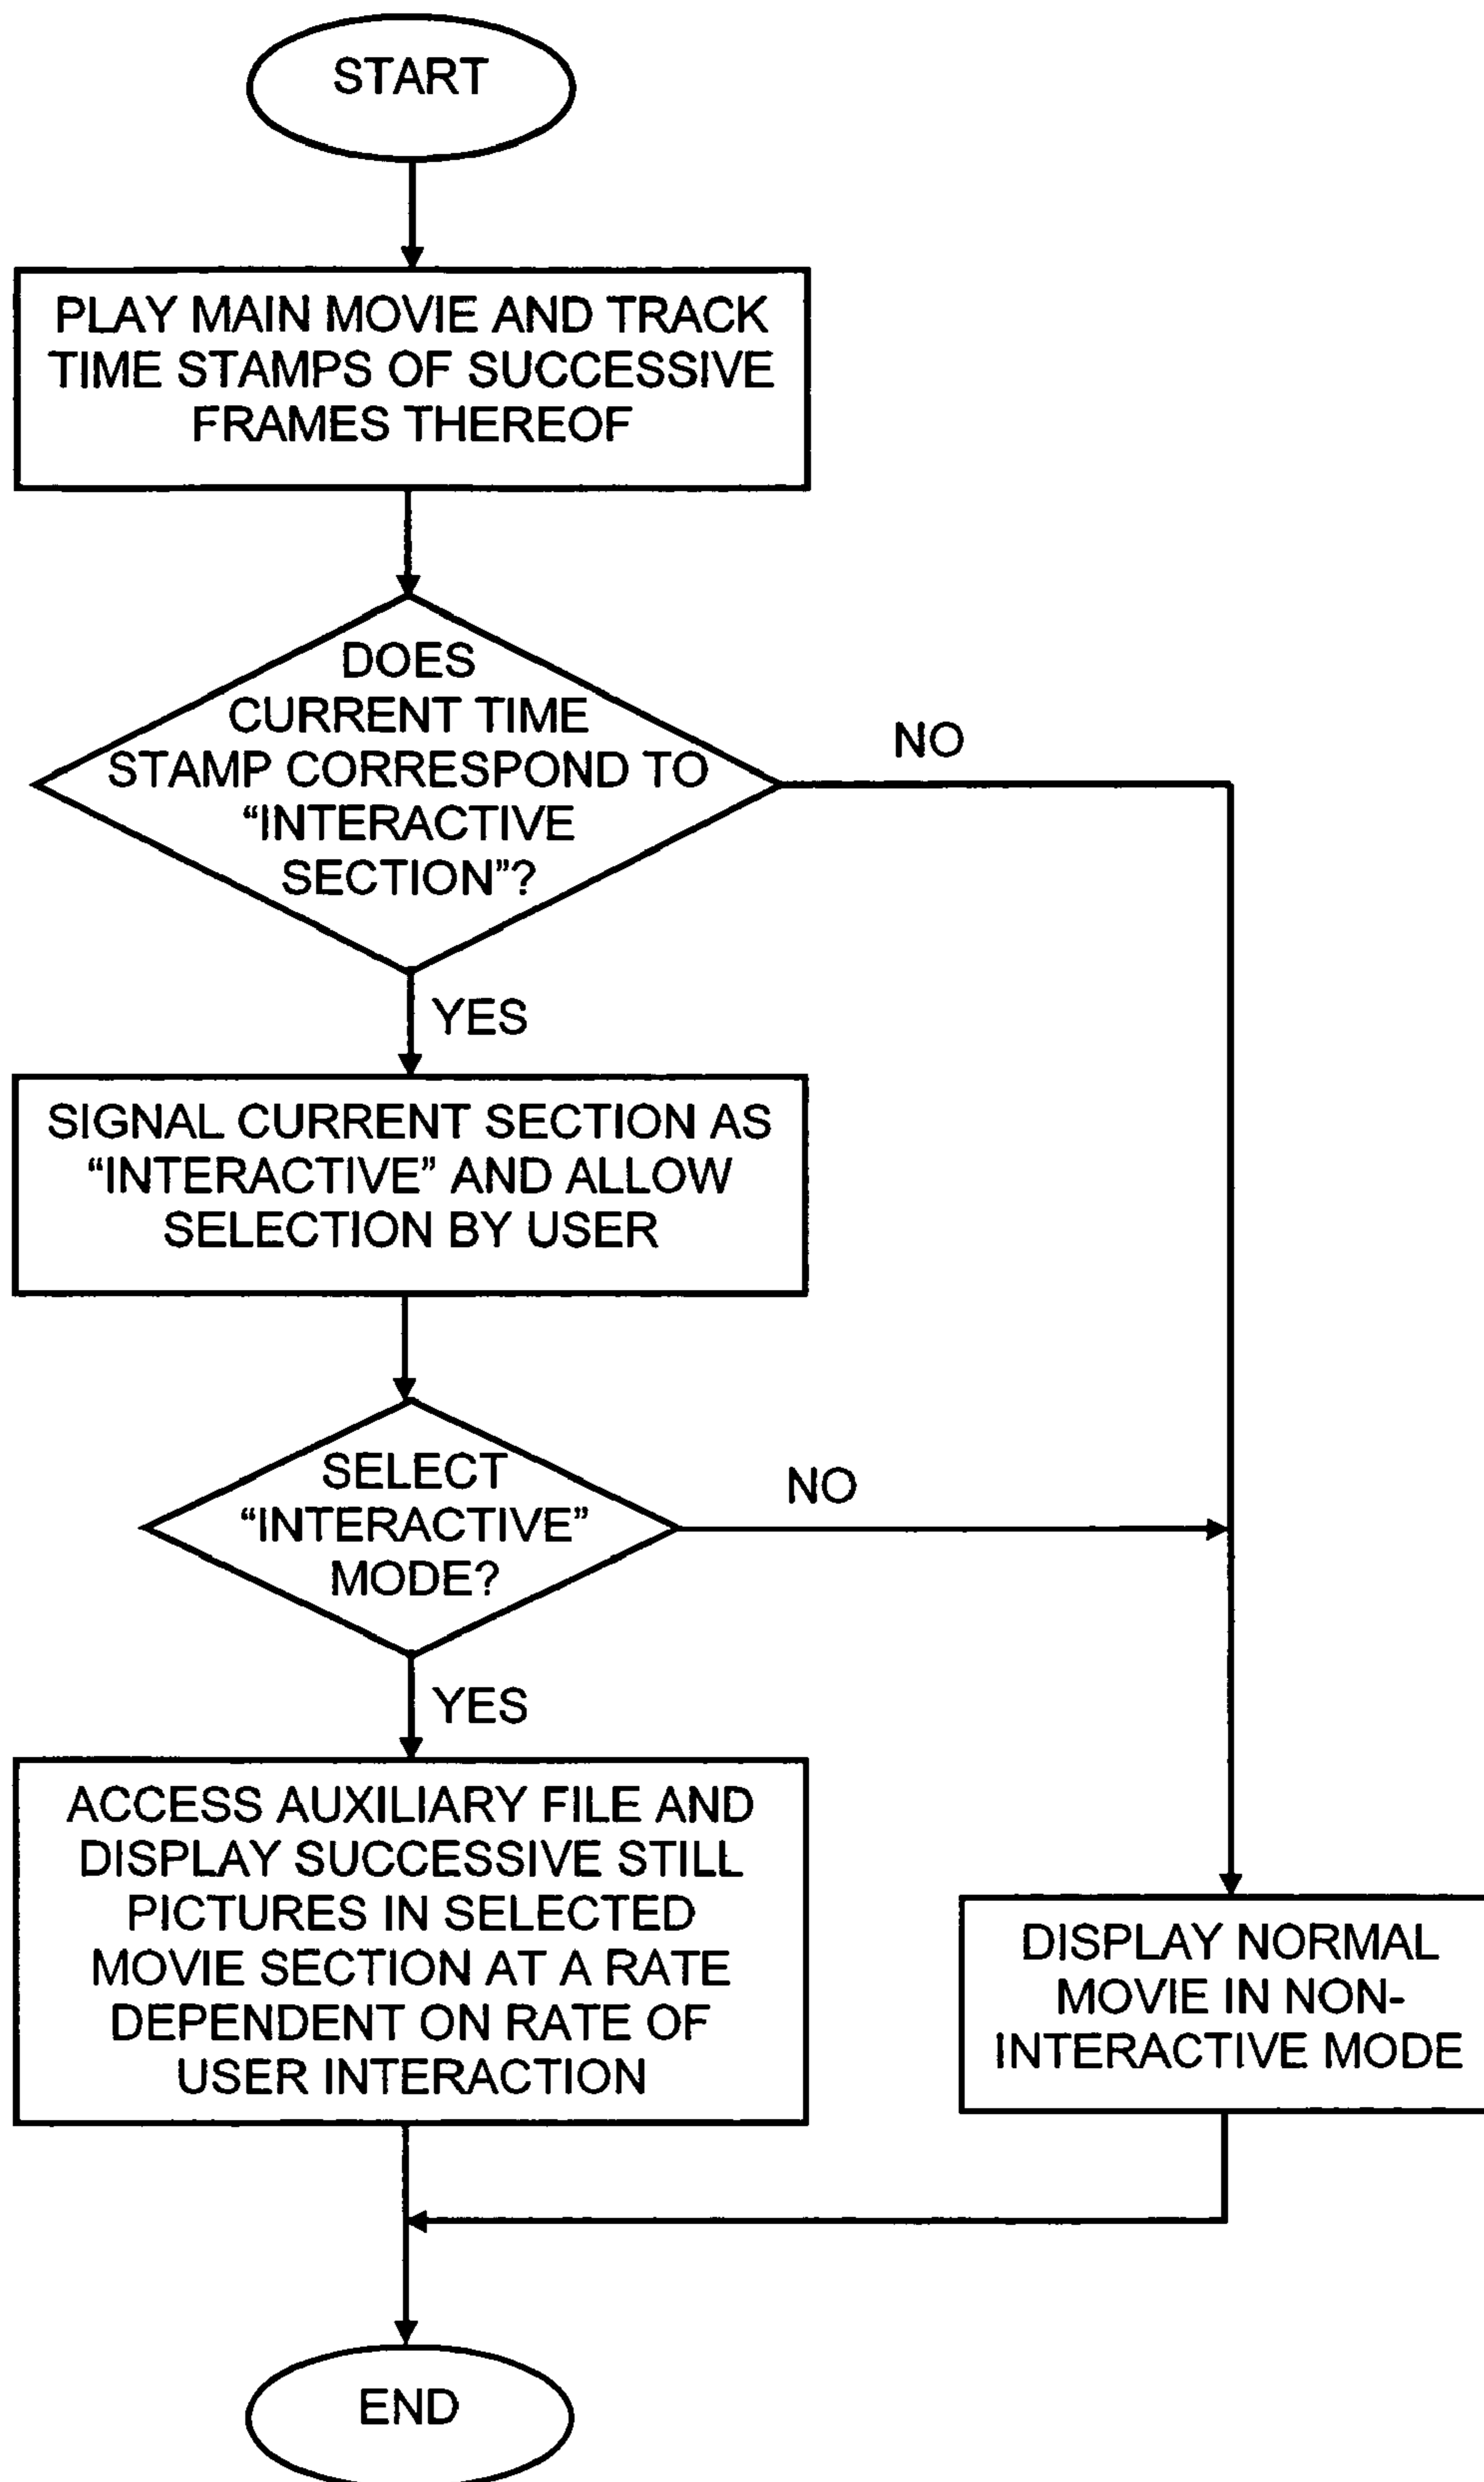 START
PLAY MAIN MOVIE AND TRACK
TIME STAMPS OF SUCCESSIVE
FRAMES THEREOF
DOES
CURRENT TIME
STAMP CORRESPOND TO
“INTERACTIVE
SECTION”?
NO
YES
SIGNAL CURRENT SECTION AS
“INTERACTIVE” AND ALLOW
SELECTION BY USER
SELECT
“INTERACTIVE”
MODE?
NO
YES
ACCESS AUXILIARY FILE AND
DISPLAY SUCCESSIVE STILL
PICTURES IN SELECTED
MOVIE SECTION AT A RATE
DEPENDENT ON RATE OF
USER INTERACTION
DISPLAY NORMAL
MOVIE IN NON-
INTERACTIVE MODE
END